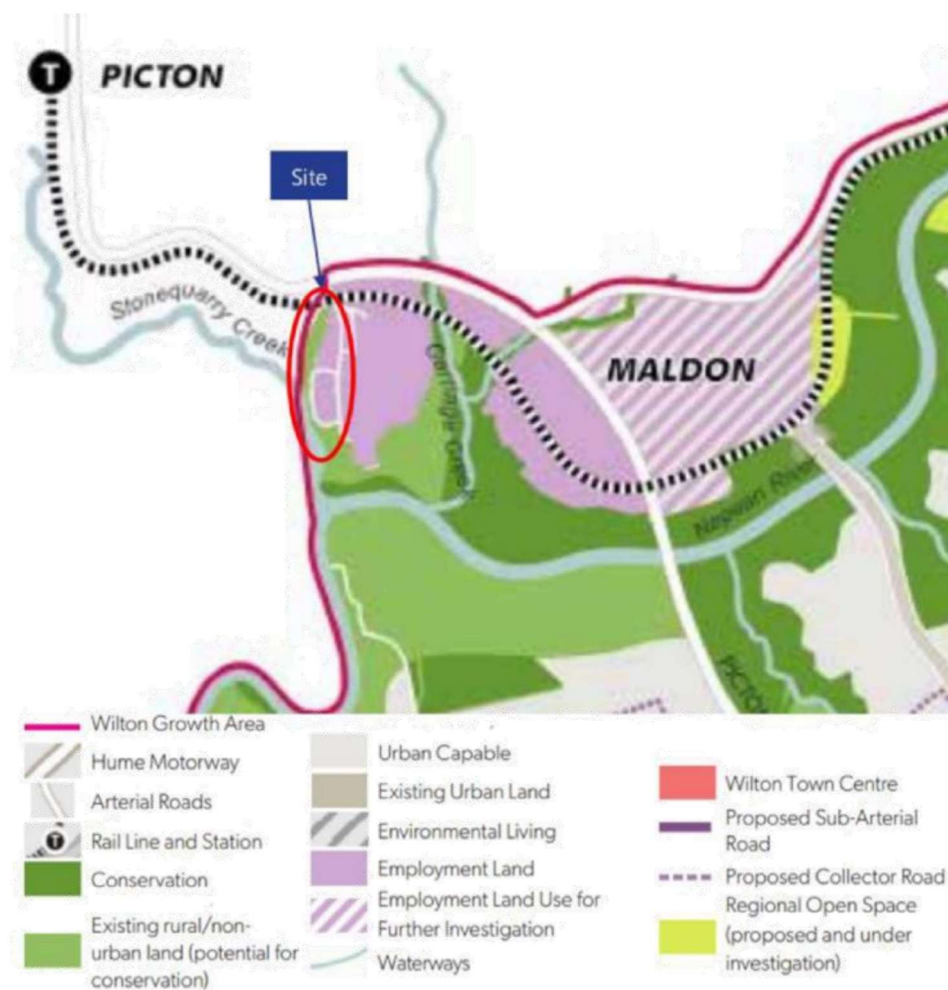 T PICTON
Site
Stonequarry Creek
Carriage Creek
MALDON
Nepean River
PICTON
Wilton Growth Area
Hume Motorway
Arterial Roads
T Rail Line and Station
Conservation
Existing rural/non-
urban land (potential for
conservation)
Urban Capable
Existing Urban Land
Environmental Living
Employment Land
Employment Land Use for
Further Investigation
Waterways
Wilton Town Centre
Proposed Sub-Arterial
Road
Proposed Collector Road
Regional Open Space
(proposed and under
investigation)